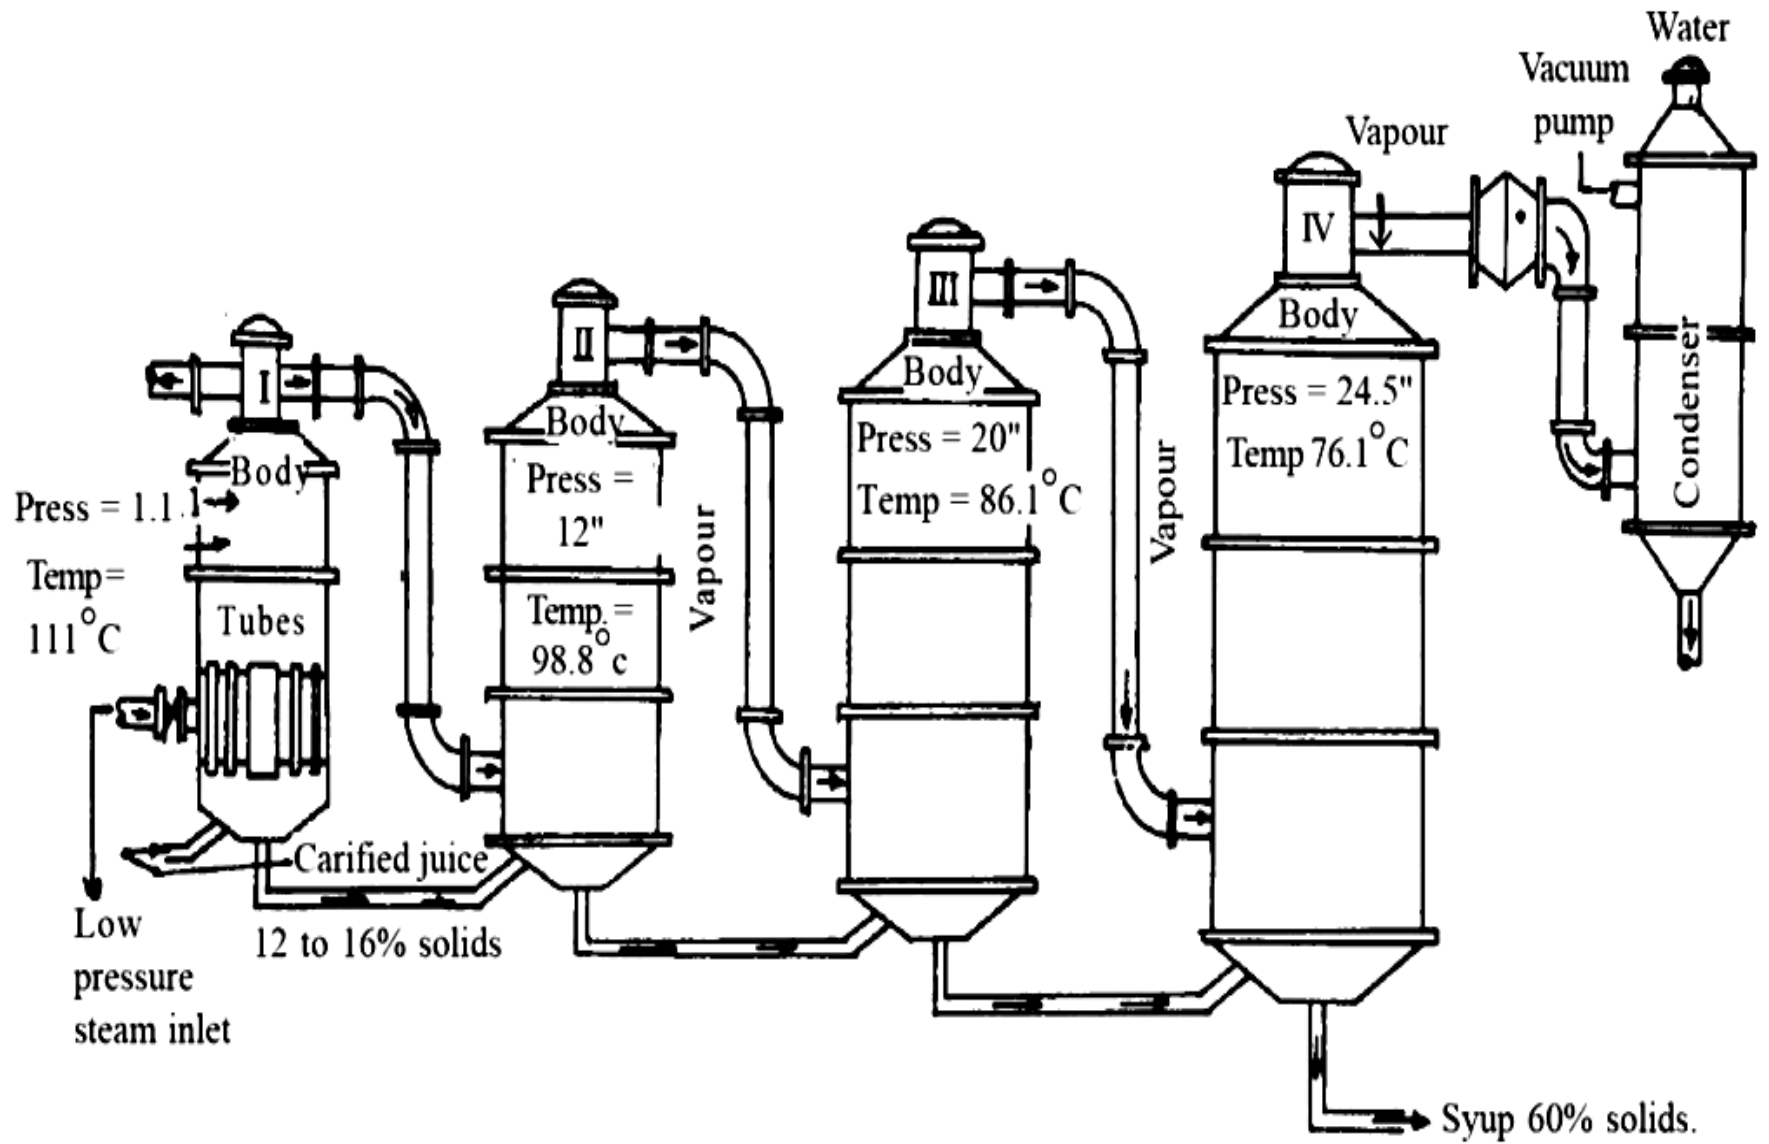 Water
Vacuum
pump
Vapour
IV
Body
Press = 24.5"
Temp 76.1°C
Condenser
III
Body
Press = 20"
Temp = 86.1°C
Vapour
II
Body
Press =
12"
Temp. =
98.8°c
Vapour
I
Body
Press = 1.1.1
Temp=
111°C
Tubes
Carified juice
Low
pressure
steam inlet
12 to 16% solids
Syup 60% solids.